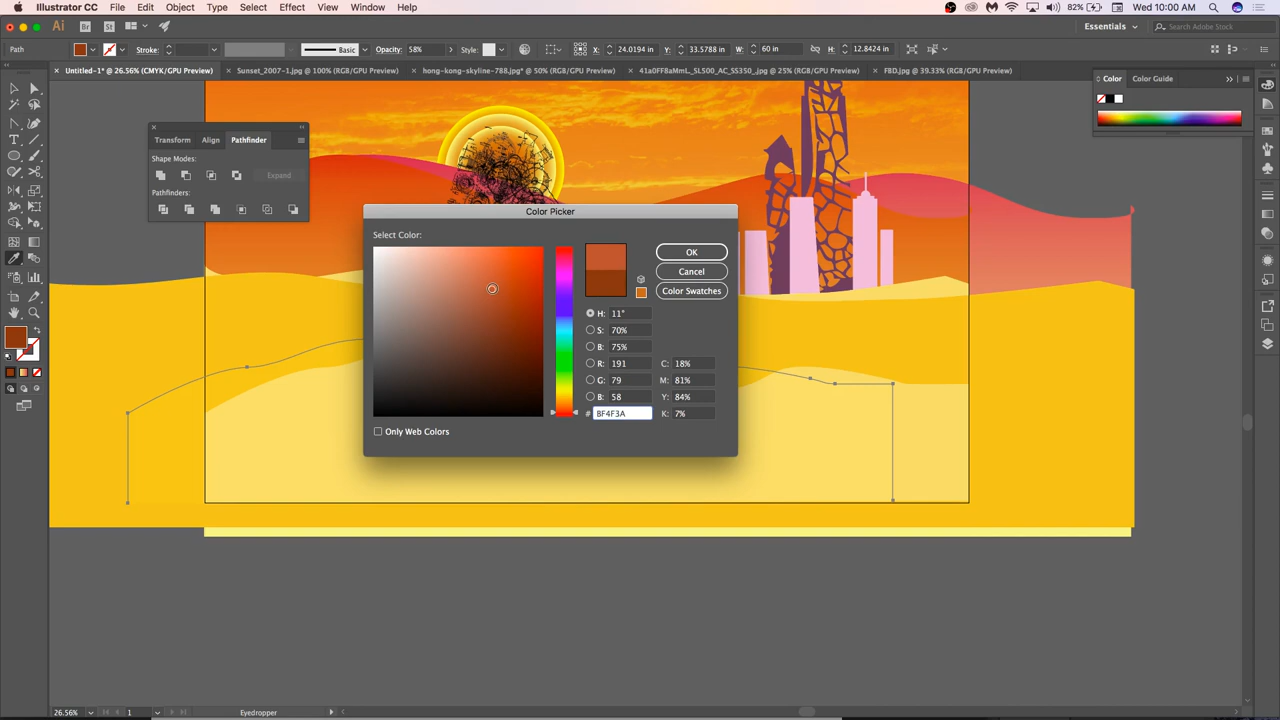 Illustrator CC File Edit Object Type Select Effect View Window Help 82% Wed 10:00 AM
Ai Br St Essentials Search Adobe Stock
Path Stroke: Basic Opacity: 58% Style: X: 24.0194 in Y: 33.5788 in W: 60 in H: 12.8424 in
Untitled-1* @ 26.56% (CMYK/GPU Preview) Sunset_2007-1.jpg @ 100% (RGB/GPU Preview) hong-kong-skyline-788.jpg* @ 50% (RGB/GPU Preview) 41a0FF8aMmL._SL500_AC_SS350_.jpg @ 25% (RGB/GPU Preview) F8D.jpg @ 39.33% (RGB/GPU Preview)
Color Color Guide
Transform Align Pathfinder
Shape Modes:
Expand
Pathfinders:
Color Picker
Select Color:
OK
Cancel
Color Swatches
H: 11°
S: 70%
B: 75%
R: 191 C: 18%
G: 79 M: 81%
B: 58 Y: 84%
# BF4F3A K: 7%
Only Web Colors
26.56% 1 Eyedropper